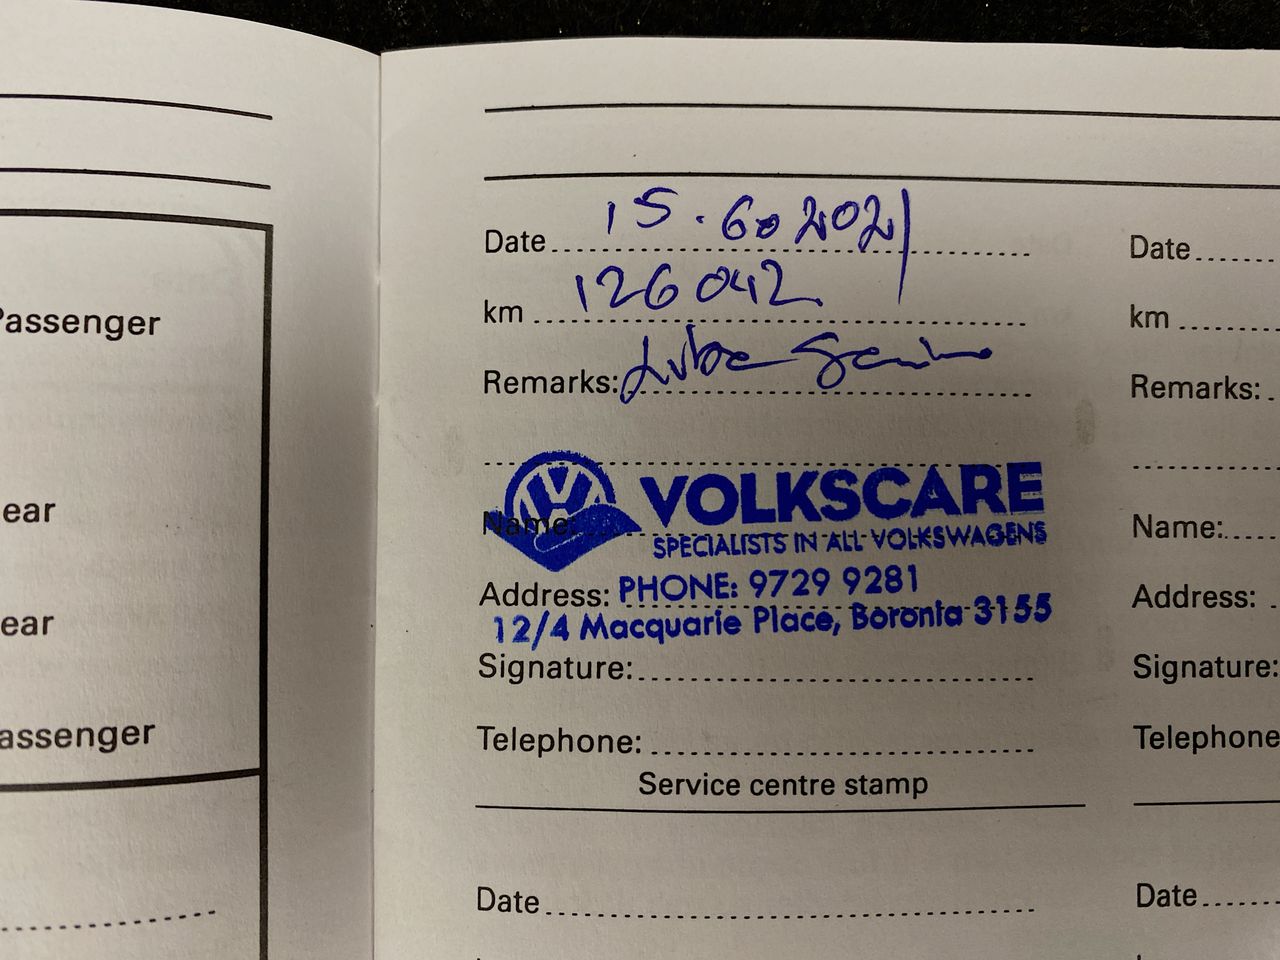 Passenger
ear
ear
assenger
Date 15.6 2021
km 126042
Remarks:
VOLKSCARE
Name:
SPECIALISTS IN ALL VOLKSWAGENS
Address: PHONE: 9729 9281
12/4 Macquarie Place, Boronia 3155
Signature:
Telephone:
Service centre stamp
Date
Date
km
Remarks:
Name:
Address:
Signature:
Telephone
Date